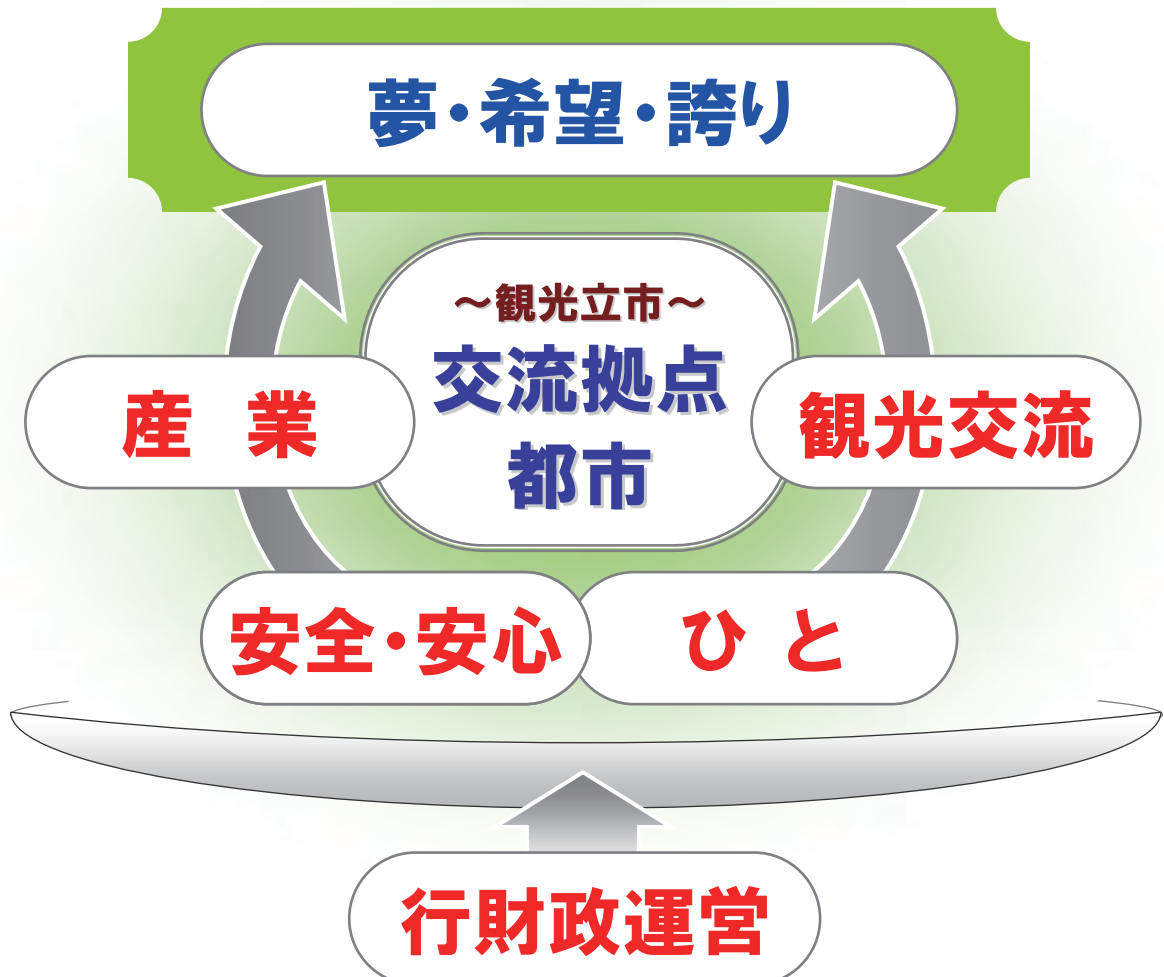 夢・希望・誇り
～観光立市～
交流拠点
都市
産　業
観光交流
安全・安心
ひ　と
行財政運営